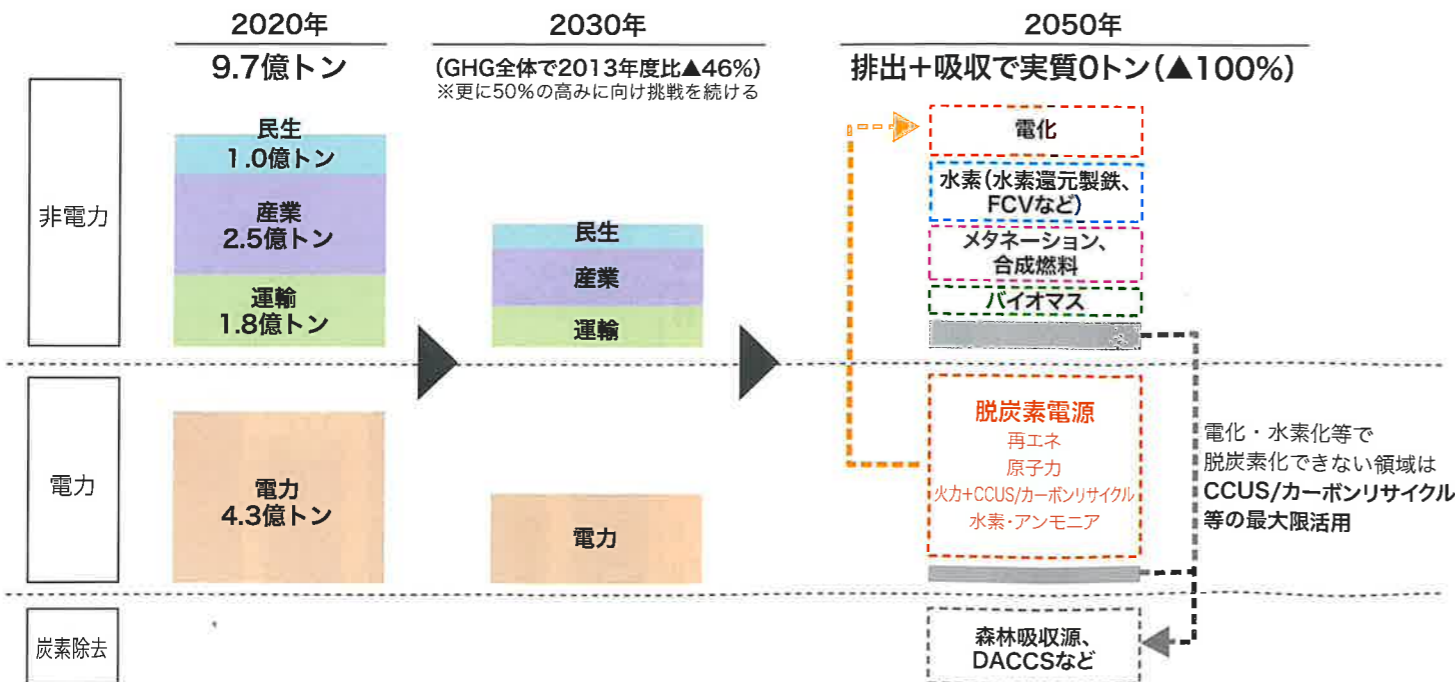 2020年
9.7億トン
2030年
(GHG全体で2013年度比▲46%)
※更に50%の高みに向け挑戦を続ける
2050年
排出+吸収で実質0トン(▲100%)
非電力
民生
1.0億トン
産業
2.5億トン
運輸
1.8億トン
民生
産業
運輸
電化
水素(水素還元製鉄、
FCVなど)
メタネーション、
合成燃料
バイオマス
電力
電力
4.3億トン
電力
脱炭素電源
再エネ
原子力
火力+CCUS/カーボンリサイクル
水素・アンモニア
電化・水素化等で
脱炭素化できない領域は
CCUS/カーボンリサイクル
等の最大限活用
炭素除去
森林吸収源、
DACCSなど